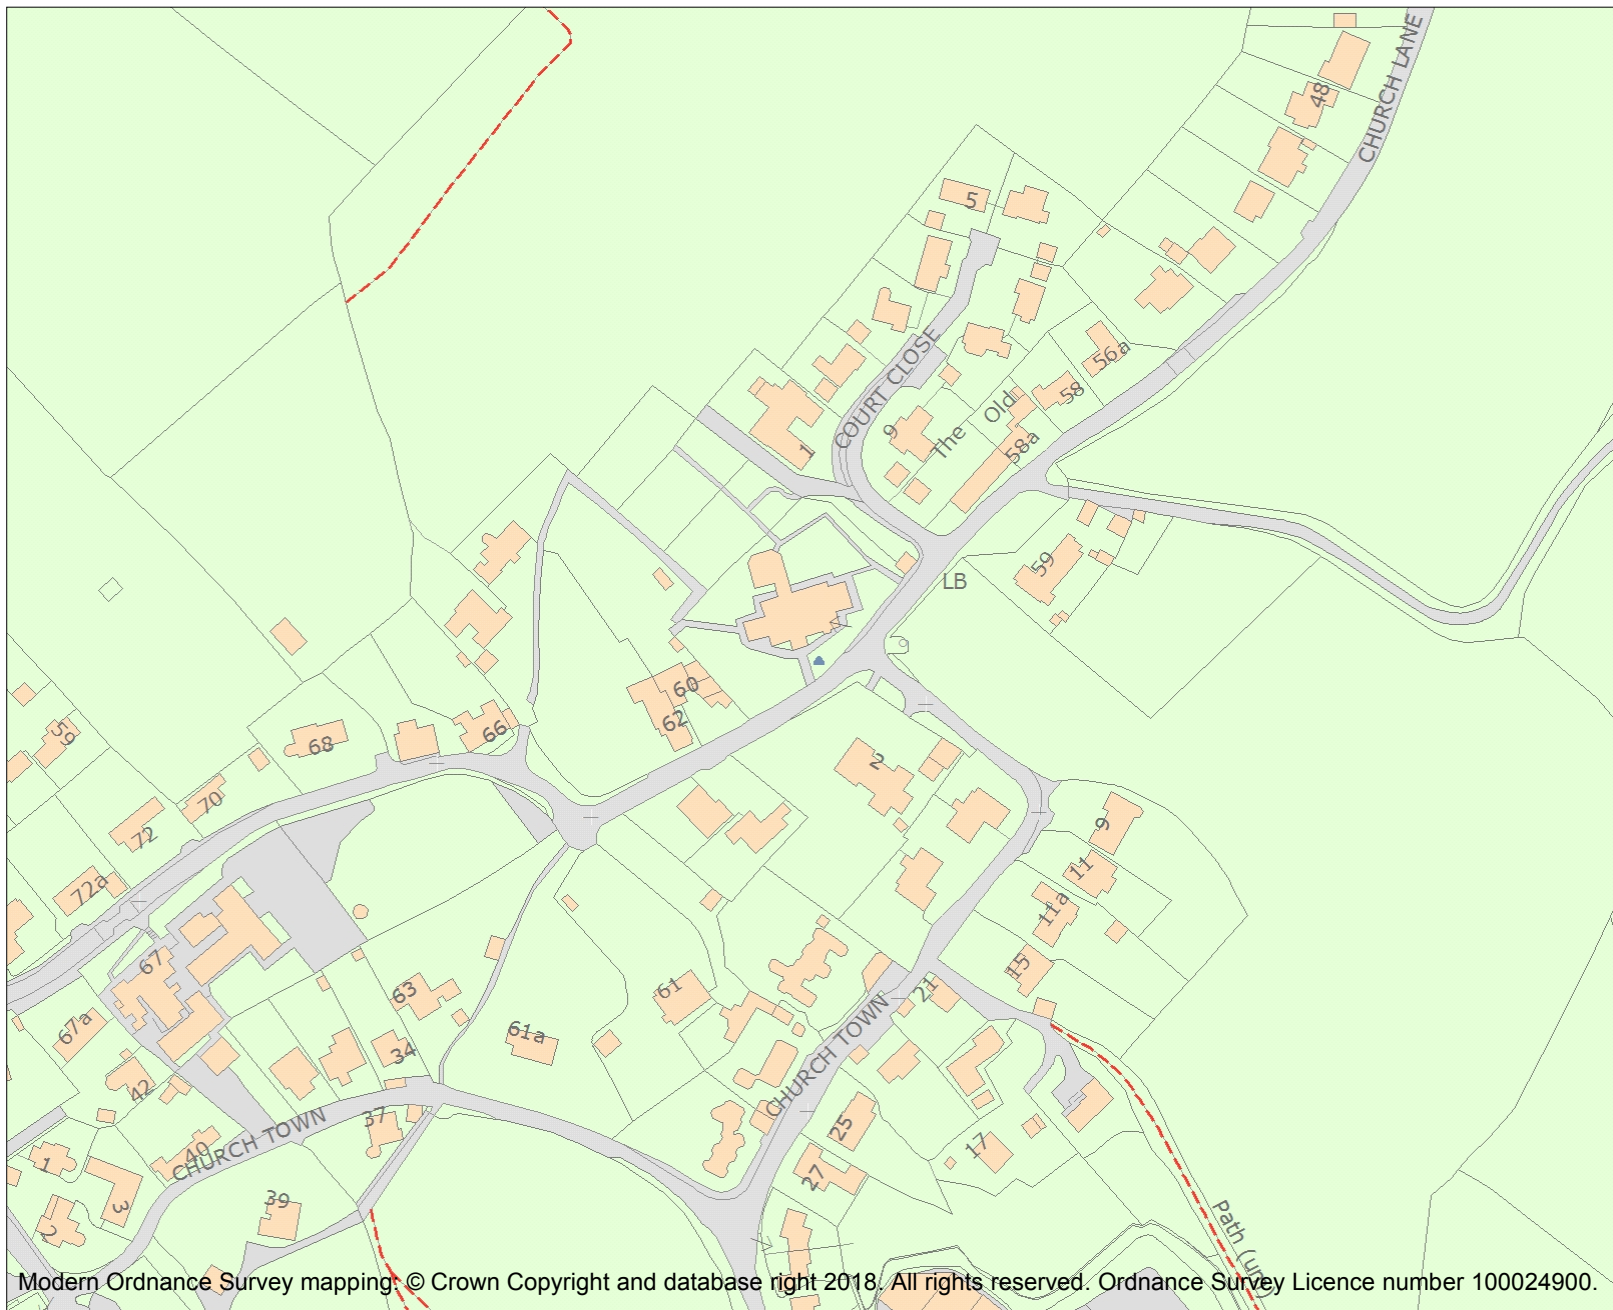 CHURCH LANE
48
5
COURT CLOSE
56a
58
The Old
9
1
58a
59
LB
60
62
66
68
59
70
72
2
9
11
72a
11a
67
15
61
63
21
67a
61a
34
CHURCH TOWN
42
37
25
40
CHURCH TOWN
17
1
27
3
39
2
Path (um)
Modern Ordnance Survey mapping: © Crown Copyright and database right 2018. All rights reserved. Ordnance Survey Licence number 100024900.